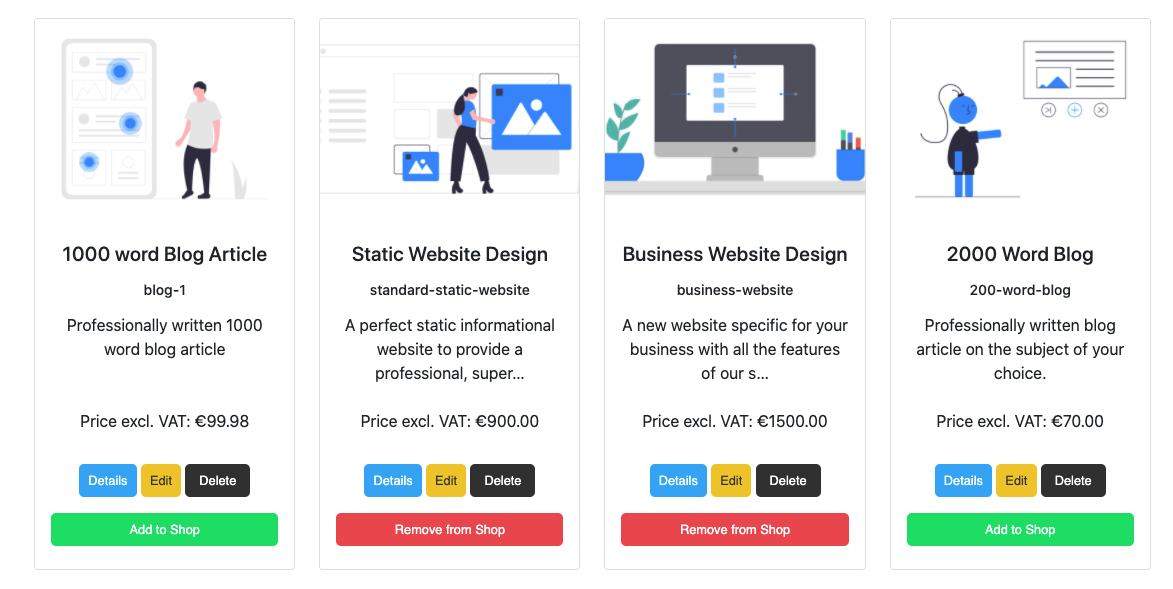 1000 word Blog Article
blog-1
Professionally written 1000
word blog article
Price excl. VAT: €99.98
Details Edit Delete
Add to Shop
Static Website Design
standard-static-website
A perfect static informational
website to provide a
professional, super...
Price excl. VAT: €900.00
Details Edit Delete
Remove from Shop
Business Website Design
business-website
A new website specific for your
business with all the features
of our s...
Price excl. VAT: €1500.00
Details Edit Delete
Remove from Shop
2000 Word Blog
200-word-blog
Professionally written blog
article on the subject of your
choice.
Price excl. VAT: €70.00
Details Edit Delete
Add to Shop